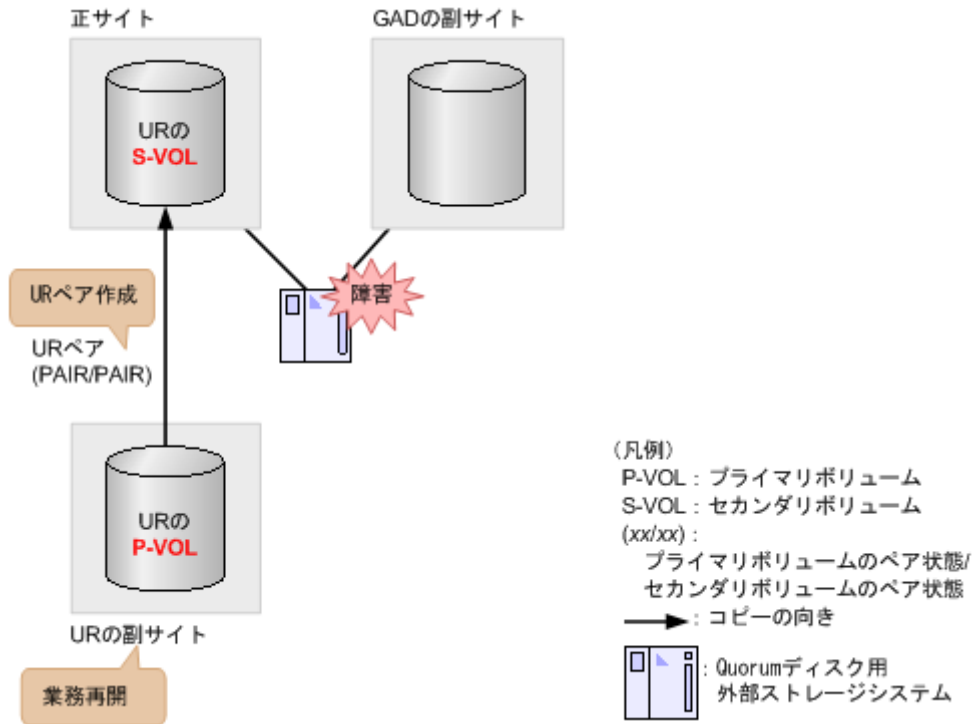 正サイト
GADの副サイト
URの
S-VOL
URペア作成
障害
URペア
(PAIR/PAIR)
URの
P-VOL
URの副サイト
業務再開
(凡例)
P-VOL：プライマリボリューム
S-VOL：セカンダリボリューム
(xx/xx)：
プライマリボリュームのペア状態/
セカンダリボリュームのペア状態
：コピーの向き
：Quorumディスク用
外部ストレージシステム